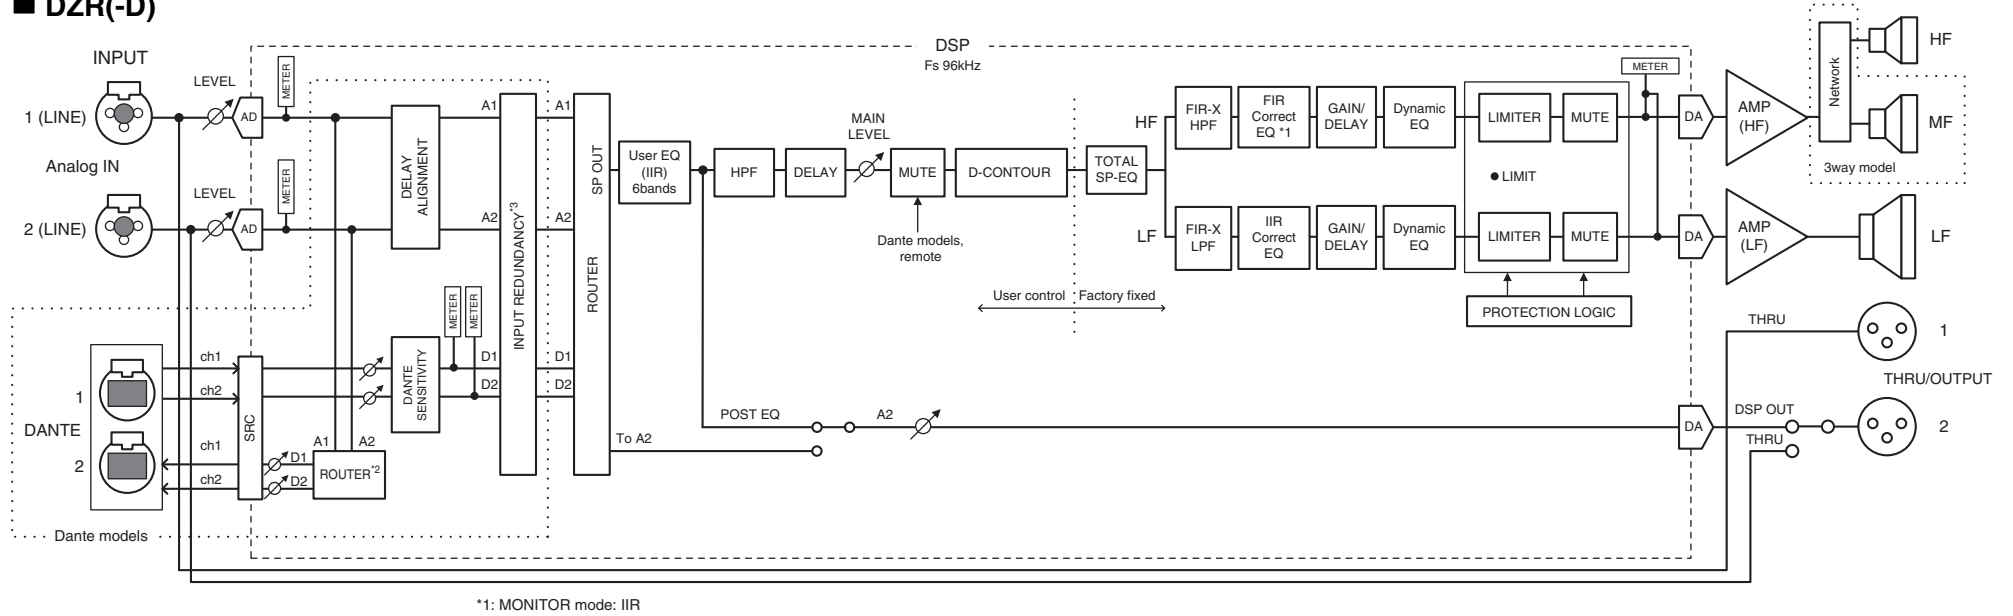 ■ DZR(-D)
INPUT
1 (LINE)
Analog IN
2 (LINE)
LEVEL
METER
AD
LEVEL
METER
AD
DSP
Fs 96kHz
DELAY
ALIGNMENT
A1
A2
INPUT REDUNDANCY*3
A1
A2
D1
D2
D1
D2
SP OUT
ROUTER
User EQ
(IIR)
6bands
HPF
DELAY
MAIN
LEVEL
MUTE
D-CONTOUR
Dante models,
remote
User control
Factory fixed
TOTAL
SP-EQ
HF
FIR-X
HPF
FIR
Correct
EQ *1
GAIN/
DELAY
Dynamic
EQ
LIMITER
MUTE
METER
DA
AMP
(HF)
Network
HF
MF
3way model
● LIMIT
LF
FIR-X
LPF
IIR
Correct
EQ
GAIN/
DELAY
Dynamic
EQ
LIMITER
MUTE
DA
AMP
(LF)
LF
PROTECTION LOGIC
DANTE
1
2
ch1
ch2
ch1
ch2
SRC
A1
A2
D1
D2
ROUTER*2
DANTE
SENSITIVITY
METER
METER
Dante models
POST EQ
A2
To A2
DA
THRU
1
THRU/OUTPUT
DSP OUT
2
THRU
*1: MONITOR mode: IIR